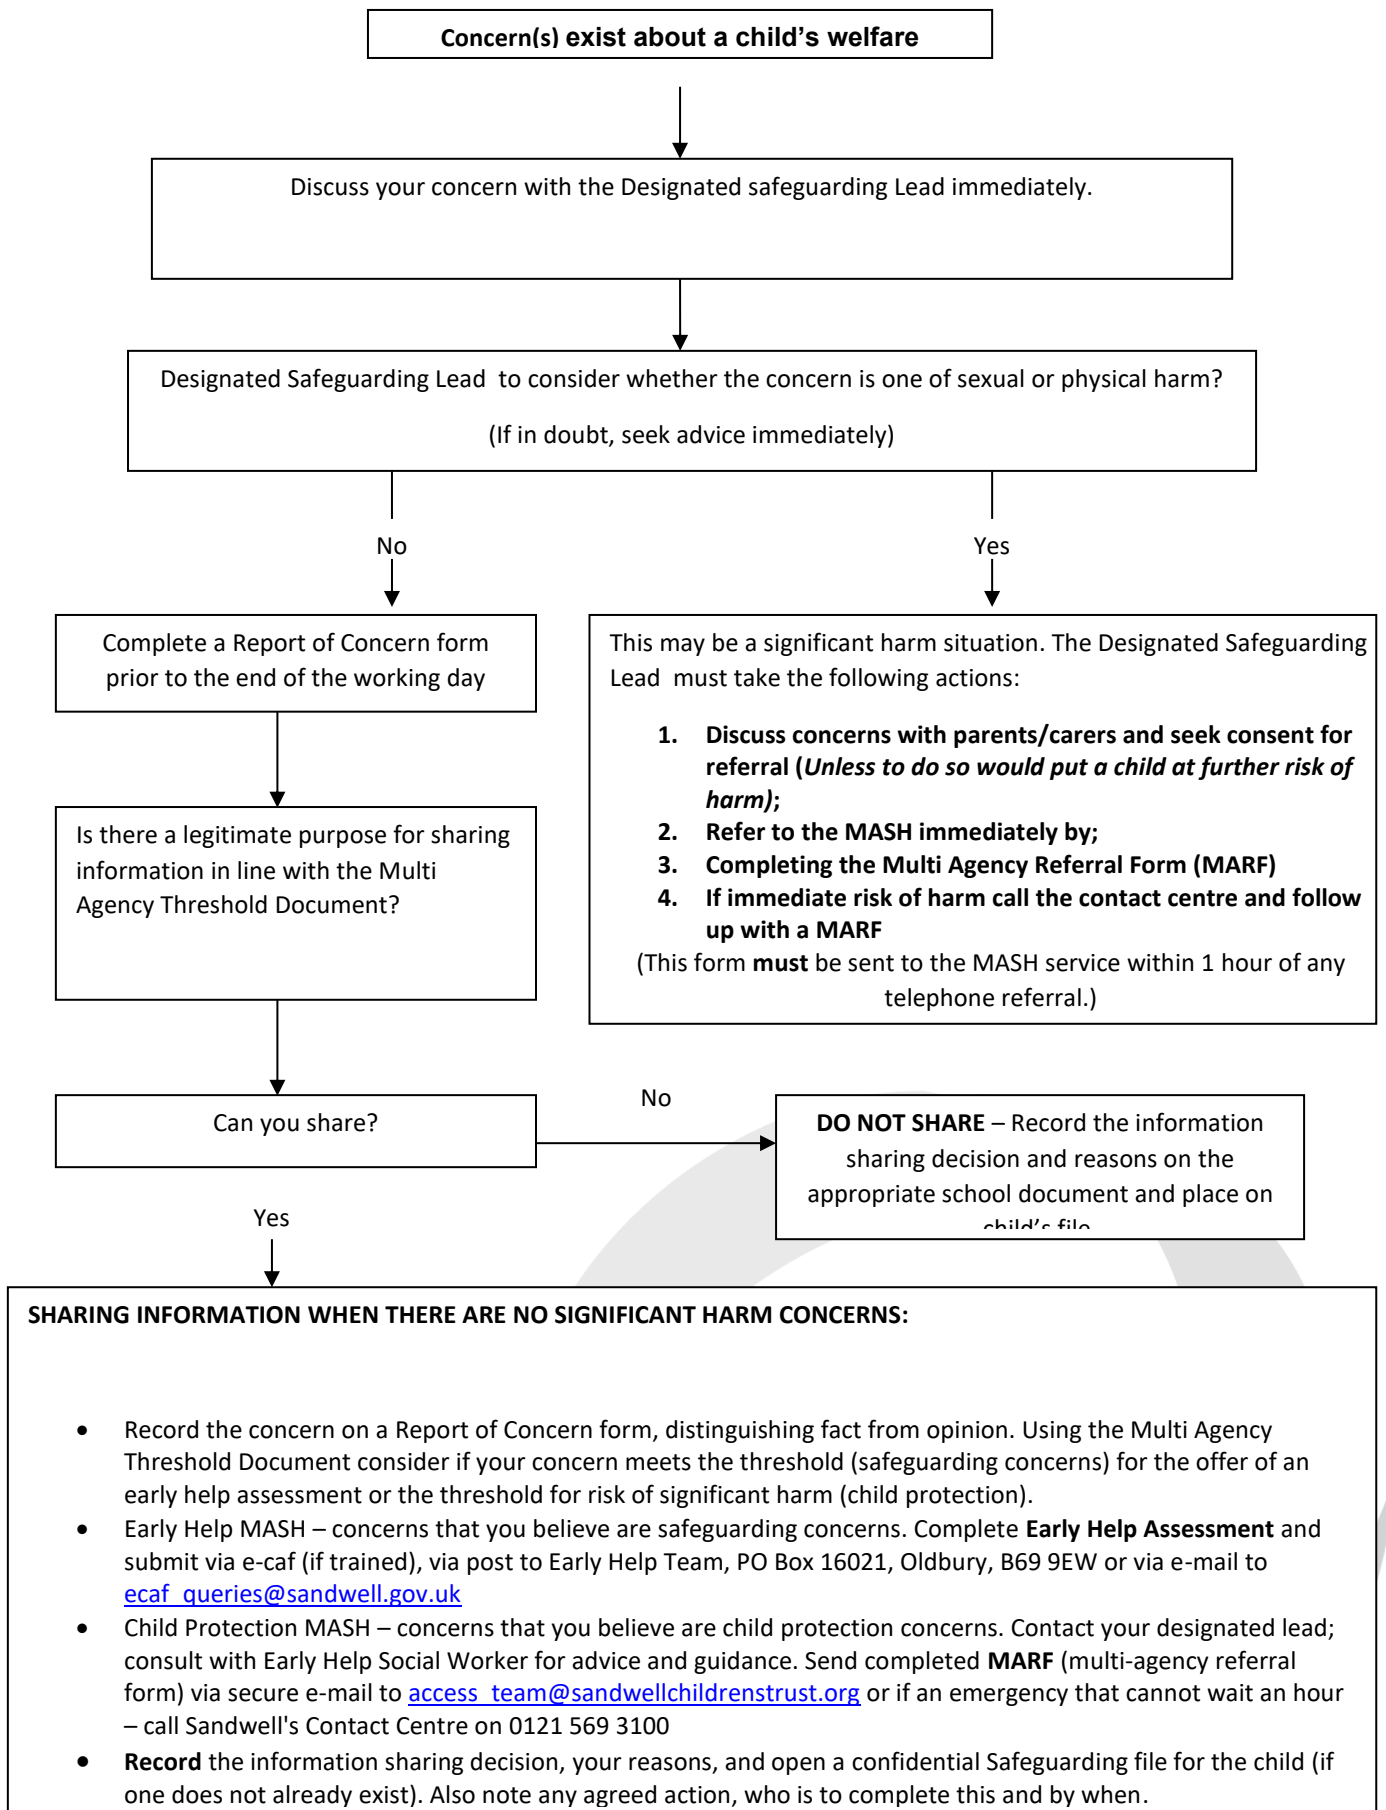 Concern(s) exist about a child's welfare
Discuss your concern with the Designated safeguarding Lead immediately.
Designated Safeguarding Lead  to consider whether the concern is one of sexual or physical harm?
(If in doubt, seek advice immediately)
No
Yes
Complete a Report of Concern form
prior to the end of the working day
This may be a significant harm situation. The Designated Safeguarding
Lead  must take the following actions:
1. Discuss concerns with parents/carers and seek consent for
referral (Unless to do so would put a child at further risk of
harm);
2. Refer to the MASH immediately by;
3. Completing the Multi Agency Referral Form (MARF)
4. If immediate risk of harm call the contact centre and follow
up with a MARF
(This form must be sent to the MASH service within 1 hour of any
telephone referral.)
Is there a legitimate purpose for sharing
information in line with the Multi
Agency Threshold Document?
Can you share?
No
DO NOT SHARE – Record the information
sharing decision and reasons on the
appropriate school document and place on
child's file
Yes
SHARING INFORMATION WHEN THERE ARE NO SIGNIFICANT HARM CONCERNS:
• Record the concern on a Report of Concern form, distinguishing fact from opinion. Using the Multi Agency
Threshold Document consider if your concern meets the threshold (safeguarding concerns) for the offer of an
early help assessment or the threshold for risk of significant harm (child protection).
• Early Help MASH – concerns that you believe are safeguarding concerns. Complete Early Help Assessment and
submit via e-caf (if trained), via post to Early Help Team, PO Box 16021, Oldbury, B69 9EW or via e-mail to
ecaf_queries@sandwell.gov.uk
• Child Protection MASH – concerns that you believe are child protection concerns. Contact your designated lead;
consult with Early Help Social Worker for advice and guidance. Send completed MARF (multi-agency referral
form) via secure e-mail to access_team@sandwellchildrenstrust.org or if an emergency that cannot wait an hour
– call Sandwell's Contact Centre on 0121 569 3100
• Record the information sharing decision, your reasons, and open a confidential Safeguarding file for the child (if
one does not already exist). Also note any agreed action, who is to complete this and by when.